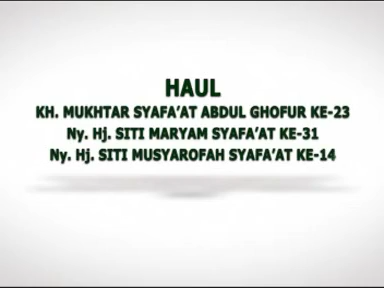 HAUL
KH. MUKHTAR SYAFA'AT ABDUL GHOFUR KE-23
Ny. Hj. SITI MARYAM SYAFA'AT KE-31
Ny. Hj. SITI MUSYAROFAH SYAFA'AT KE-14